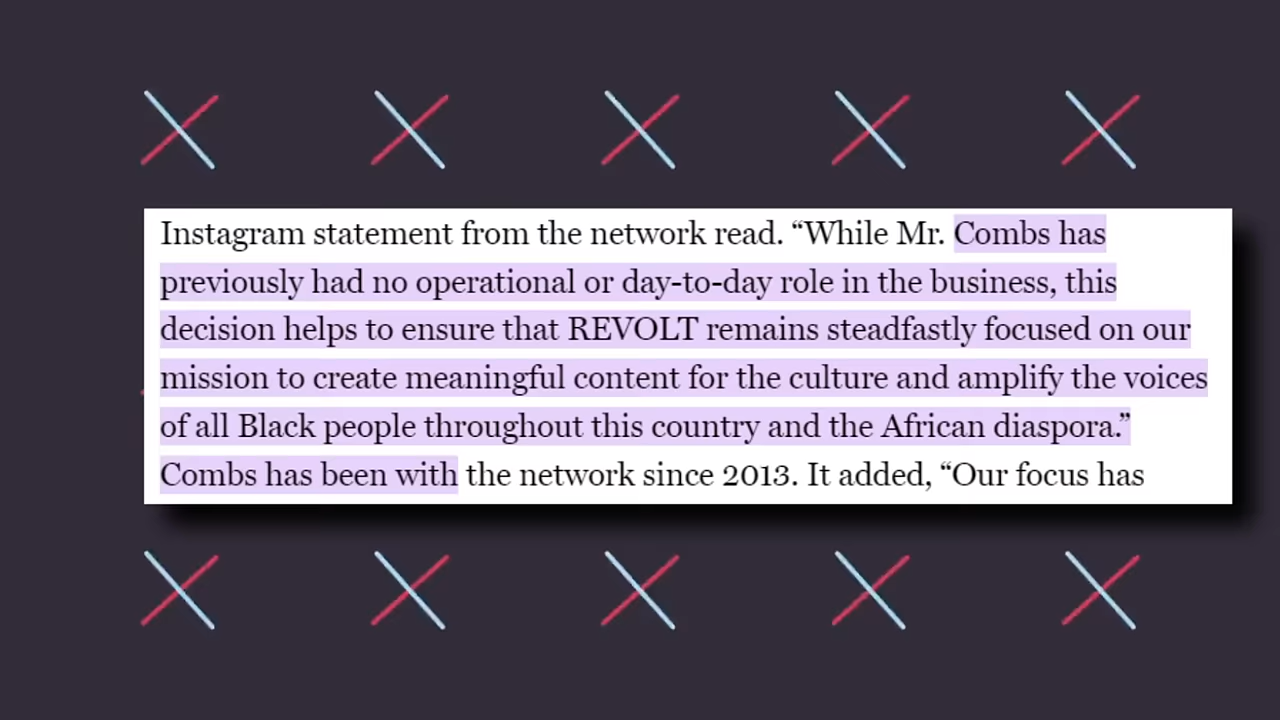 Instagram statement from the network read. “While Mr. Combs has
previously had no operational or day-to-day role in the business, this
decision helps to ensure that REVOLT remains steadfastly focused on our
mission to create meaningful content for the culture and amplify the voices
of all Black people throughout this country and the African diaspora.”
Combs has been with the network since 2013. It added, “Our focus has